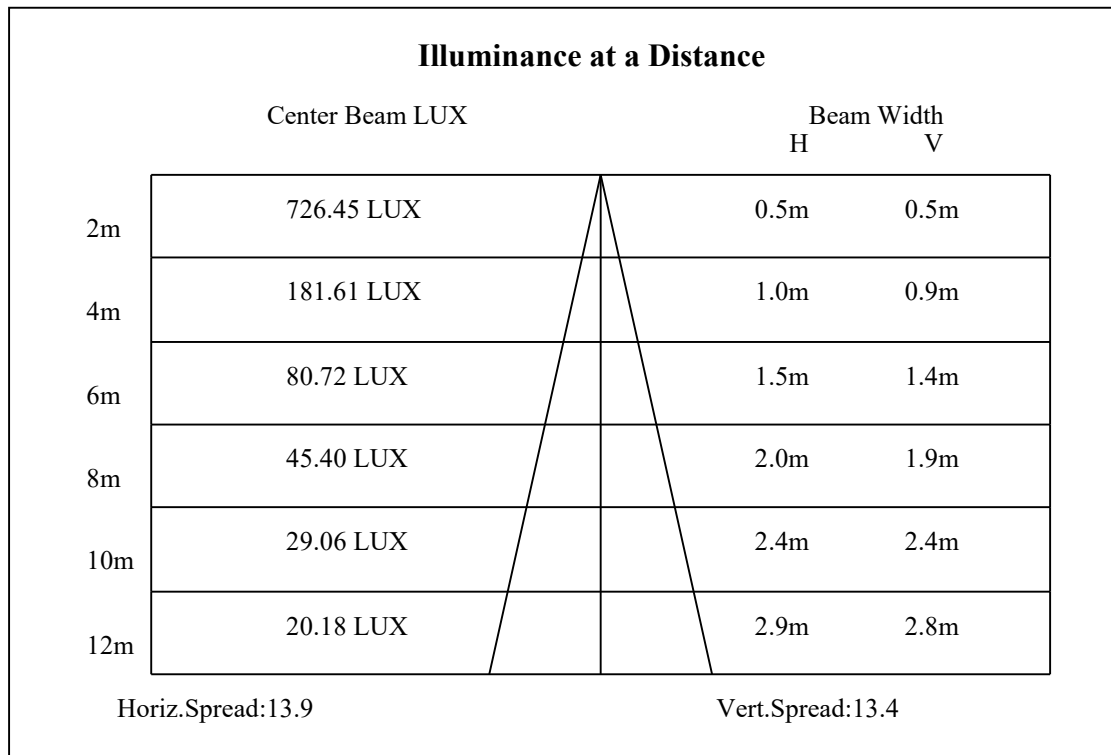 Illuminance at a Distance
Center Beam LUX Beam Width
H V
2m 726.45 LUX 0.5m 0.5m
4m 181.61 LUX 1.0m 0.9m
6m 80.72 LUX 1.5m 1.4m
8m 45.40 LUX 2.0m 1.9m
10m 29.06 LUX 2.4m 2.4m
12m 20.18 LUX 2.9m 2.8m
Horiz.Spread:13.9 Vert.Spread:13.4